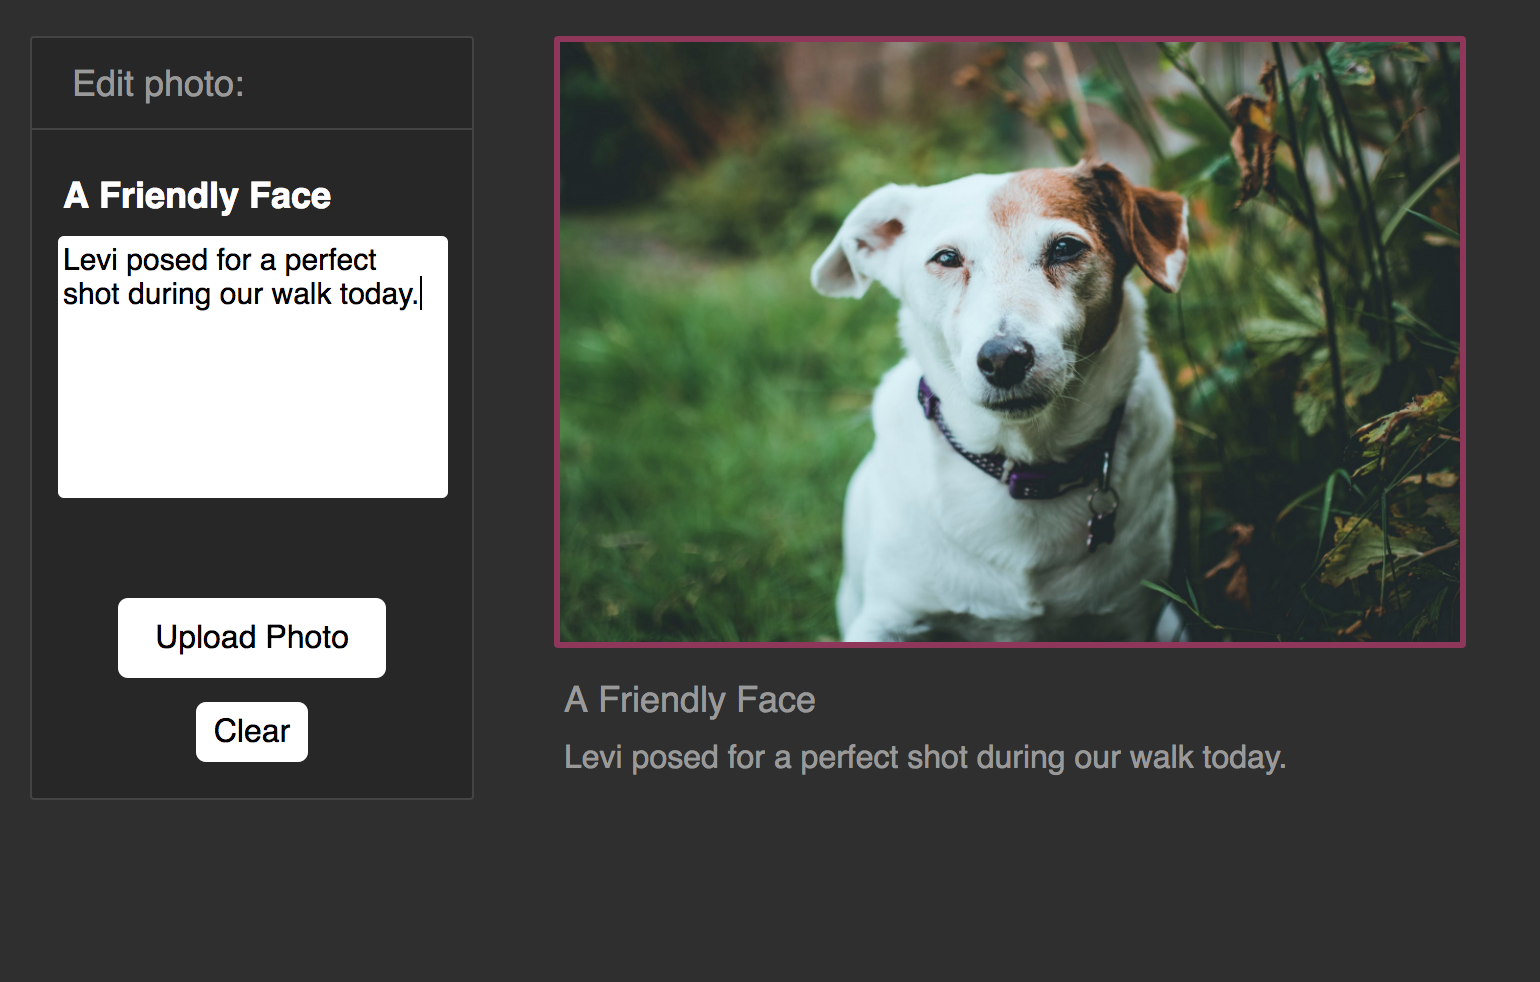 Edit photo:
A Friendly Face
Levi posed for a perfect
shot during our walk today.
Upload Photo
Clear
A Friendly Face
Levi posed for a perfect shot during our walk today.